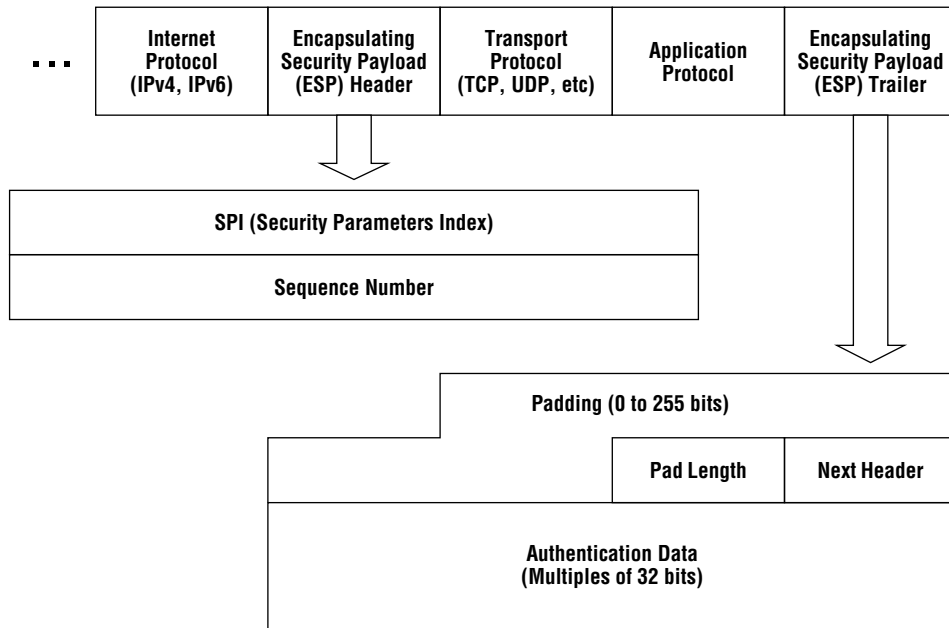 ...
Internet
Protocol
(IPv4, IPv6)
Encapsulating
Security Payload
(ESP) Header
Transport
Protocol
(TCP, UDP, etc)
Application
Protocol
Encapsulating
Security Payload
(ESP) Trailer
SPI (Security Parameters Index)
Sequence Number
Padding (0 to 255 bits)
Pad Length
Next Header
Authentication Data
(Multiples of 32 bits)